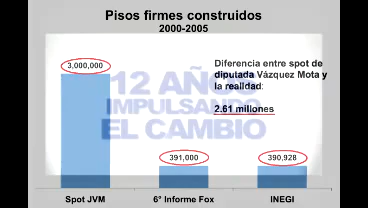 Pisos firmes construidos
2000-2005
3,000,000
12 AÑOS
IMPULSANDO
EL CAMBIO
Diferencia entre spot de
diputada Vázquez Mota y
la realidad:
2.61 millones
391,000
390,928
Spot JVM
6° Informe Fox
INEGI